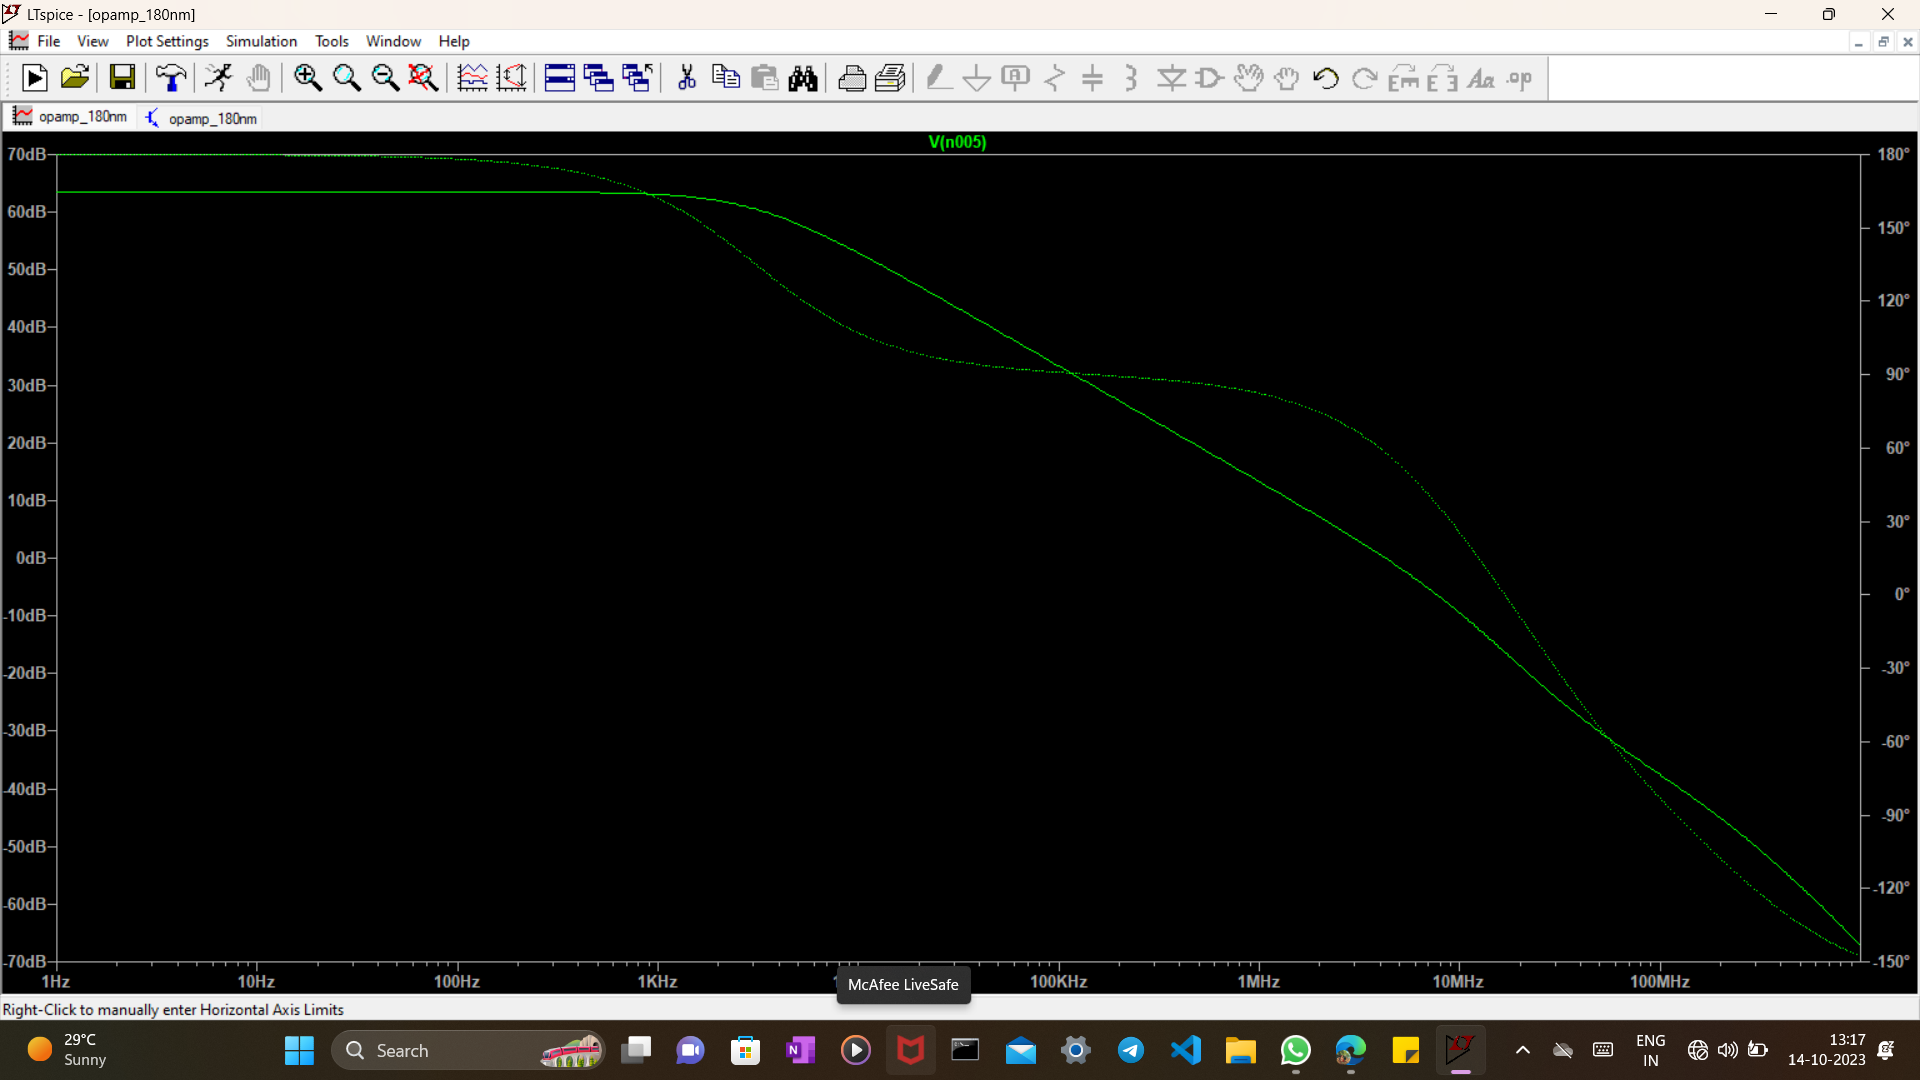 LTspice - [opamp_180nm]
File View Plot Settings Simulation Tools Window Help
.op
opamp_180nm opamp_180nm
V(n005)
70dB 180°
60dB 150°
50dB 120°
40dB 90°
30dB 60°
20dB 30°
10dB 0°
0dB -30°
-10dB -60°
-20dB -90°
-30dB -120°
-40dB -150°
-50dB
-60dB
-70dB
1Hz 10Hz 100Hz 1KHz 100KHz 1MHz 10MHz 100MHz
McAfee LiveSafe
Right-Click to manually enter Horizontal Axis Limits
29°C
Sunny
Search
ENG
IN
13:17
14-10-2023